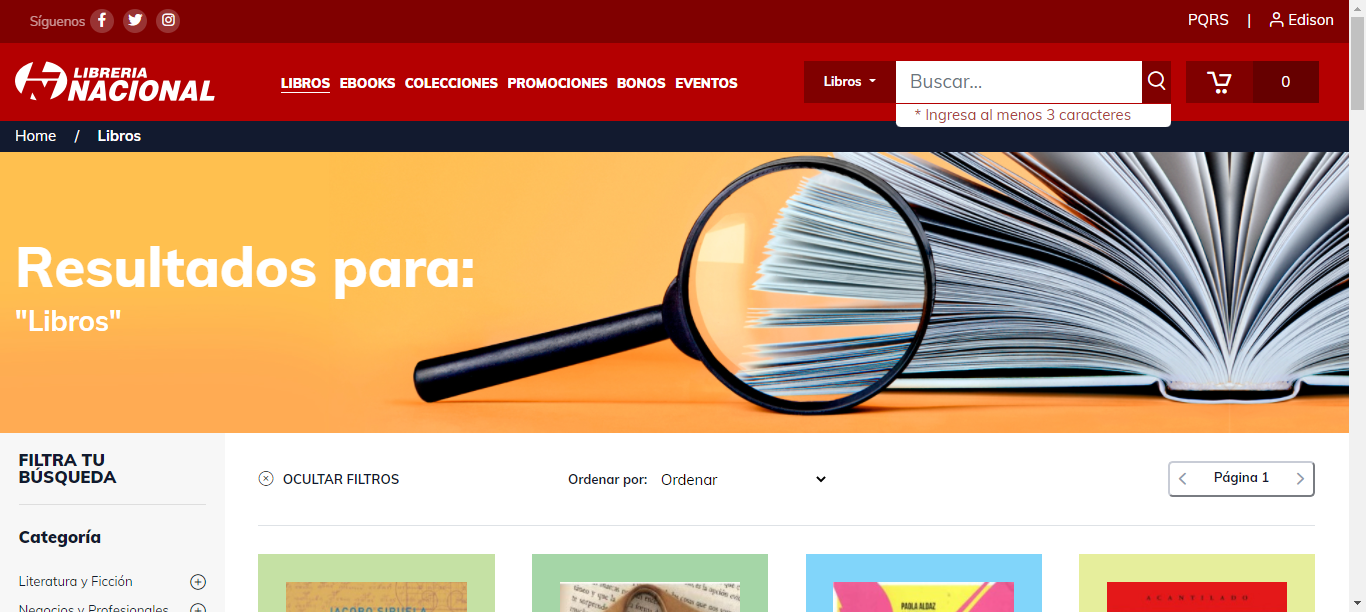 Síguenos
PQRS | Edison
LIBRERIA
NACIONAL
LIBROS EBOOKS COLECCIONES PROMOCIONES BONOS EVENTOS
Libros
Buscar...
0
* Ingresa al menos 3 caracteres
Home / Libros
Resultados para:
"Libros"
FILTRA TU
BÚSQUEDA
OCULTAR FILTROS
Ordenar por: Ordenar
Página 1
Categoría
Literatura y Ficción
Negocios y Profesionales
JACOBO SIRUELA
PAOLA ALDAZ
ACANTILADO